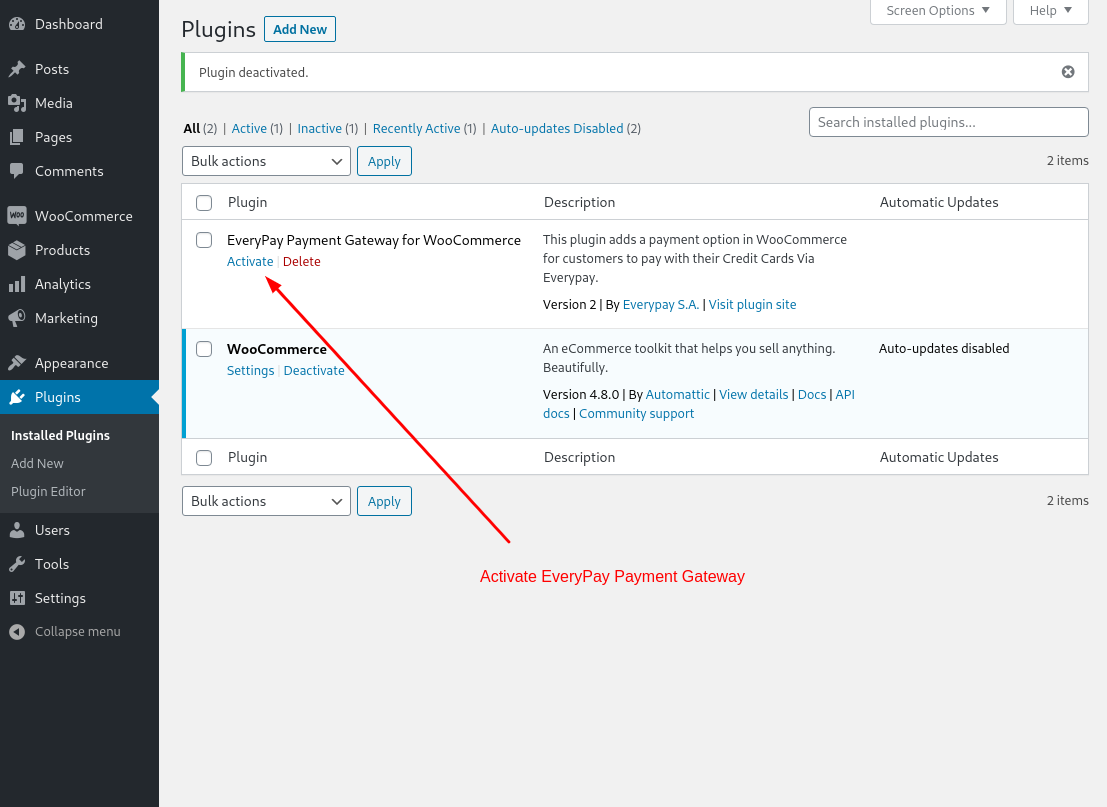 Dashboard
Posts
Media
Pages
Comments
WOO WooCommerce
Products
Analytics
Marketing
Appearance
Plugins
Installed Plugins
Add New
Plugin Editor
Users
Tools
Settings
Collapse menu
Screen Options Help
Plugins Add New
Plugin deactivated.
All (2) | Active (1) | Inactive (1) | Recently Active (1) | Auto-updates Disabled (2)
Search installed plugins...
Bulk actions Apply 2 items
Plugin Description Automatic Updates
EveryPay Payment Gateway for WooCommerce
Activate | Delete
This plugin adds a payment option in WooCommerce
for customers to pay with their Credit Cards Via
Everypay.
Version 2 | By Everypay S.A. | Visit plugin site
WooCommerce
Settings | Deactivate
An eCommerce toolkit that helps you sell anything.
Beautifully.
Version 4.8.0 | By Automattic | View details | Docs | API
docs | Community support
Auto-updates disabled
Plugin Description Automatic Updates
Bulk actions Apply 2 items
Activate EveryPay Payment Gateway